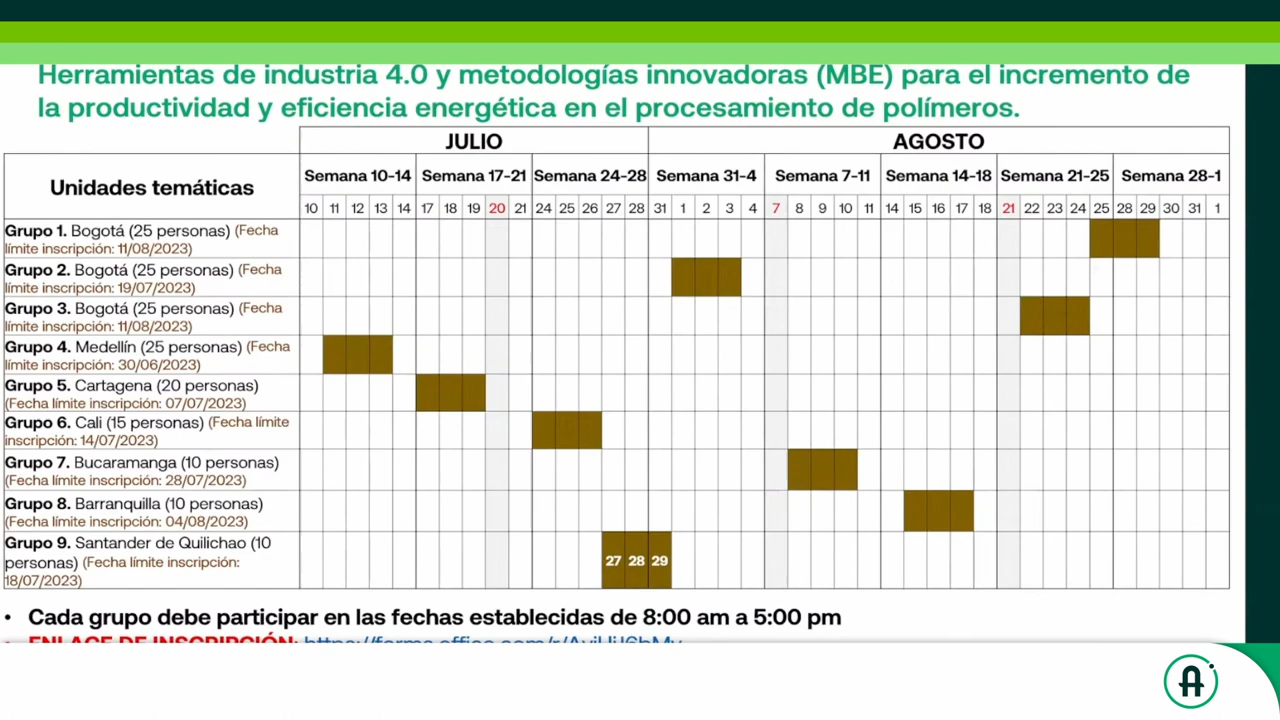 Herramientas de industria 4.0 y metodologías innovadoras (MBE) para el incremento de
la productividad y eficiencia energética en el procesamiento de polímeros.
JULIO AGOSTO
Unidades temáticas
Semana 10-14 Semana 17-21 Semana 24-28 Semana 31-4 Semana 7-11 Semana 14-18 Semana 21-25 Semana 28-1
10 11 12 13 14 17 18 19 20 21 24 25 26 27 28 31 1 2 3 4 7 8 9 10 11 14 15 16 17 18 21 22 23 24 25 28 29 30 31 1
Grupo 1. Bogotá (25 personas) (Fecha
límite inscripción: 11/08/2023)
Grupo 2. Bogotá (25 personas) (Fecha
límite inscripción: 19/07/2023)
Grupo 3. Bogotá (25 personas) (Fecha
límite inscripción: 11/08/2023)
Grupo 4. Medellín (25 personas) (Fecha
límite inscripción: 30/06/2023)
Grupo 5. Cartagena (20 personas)
(Fecha límite inscripción: 07/07/2023)
Grupo 6. Cali (15 personas) (Fecha límite
inscripción: 14/07/2023)
Grupo 7. Bucaramanga (10 personas)
(Fecha límite inscripción: 28/07/2023)
Grupo 8. Barranquilla (10 personas)
(Fecha límite inscripción: 04/08/2023)
Grupo 9. Santander de Quilichao (10
personas) (Fecha límite inscripción:
18/07/2023)
27 28 29
• Cada grupo debe participar en las fechas establecidas de 8:00 am a 5:00 pm
• ENLACE DE INSCRIPCIÓN: